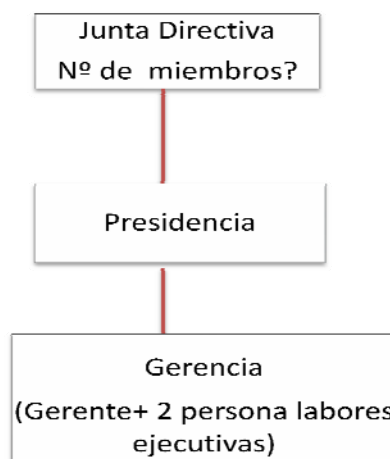 Junta Directiva
Nº de miembros?
Presidencia
Gerencia
(Gerente+ 2 persona labores
ejecutivas)